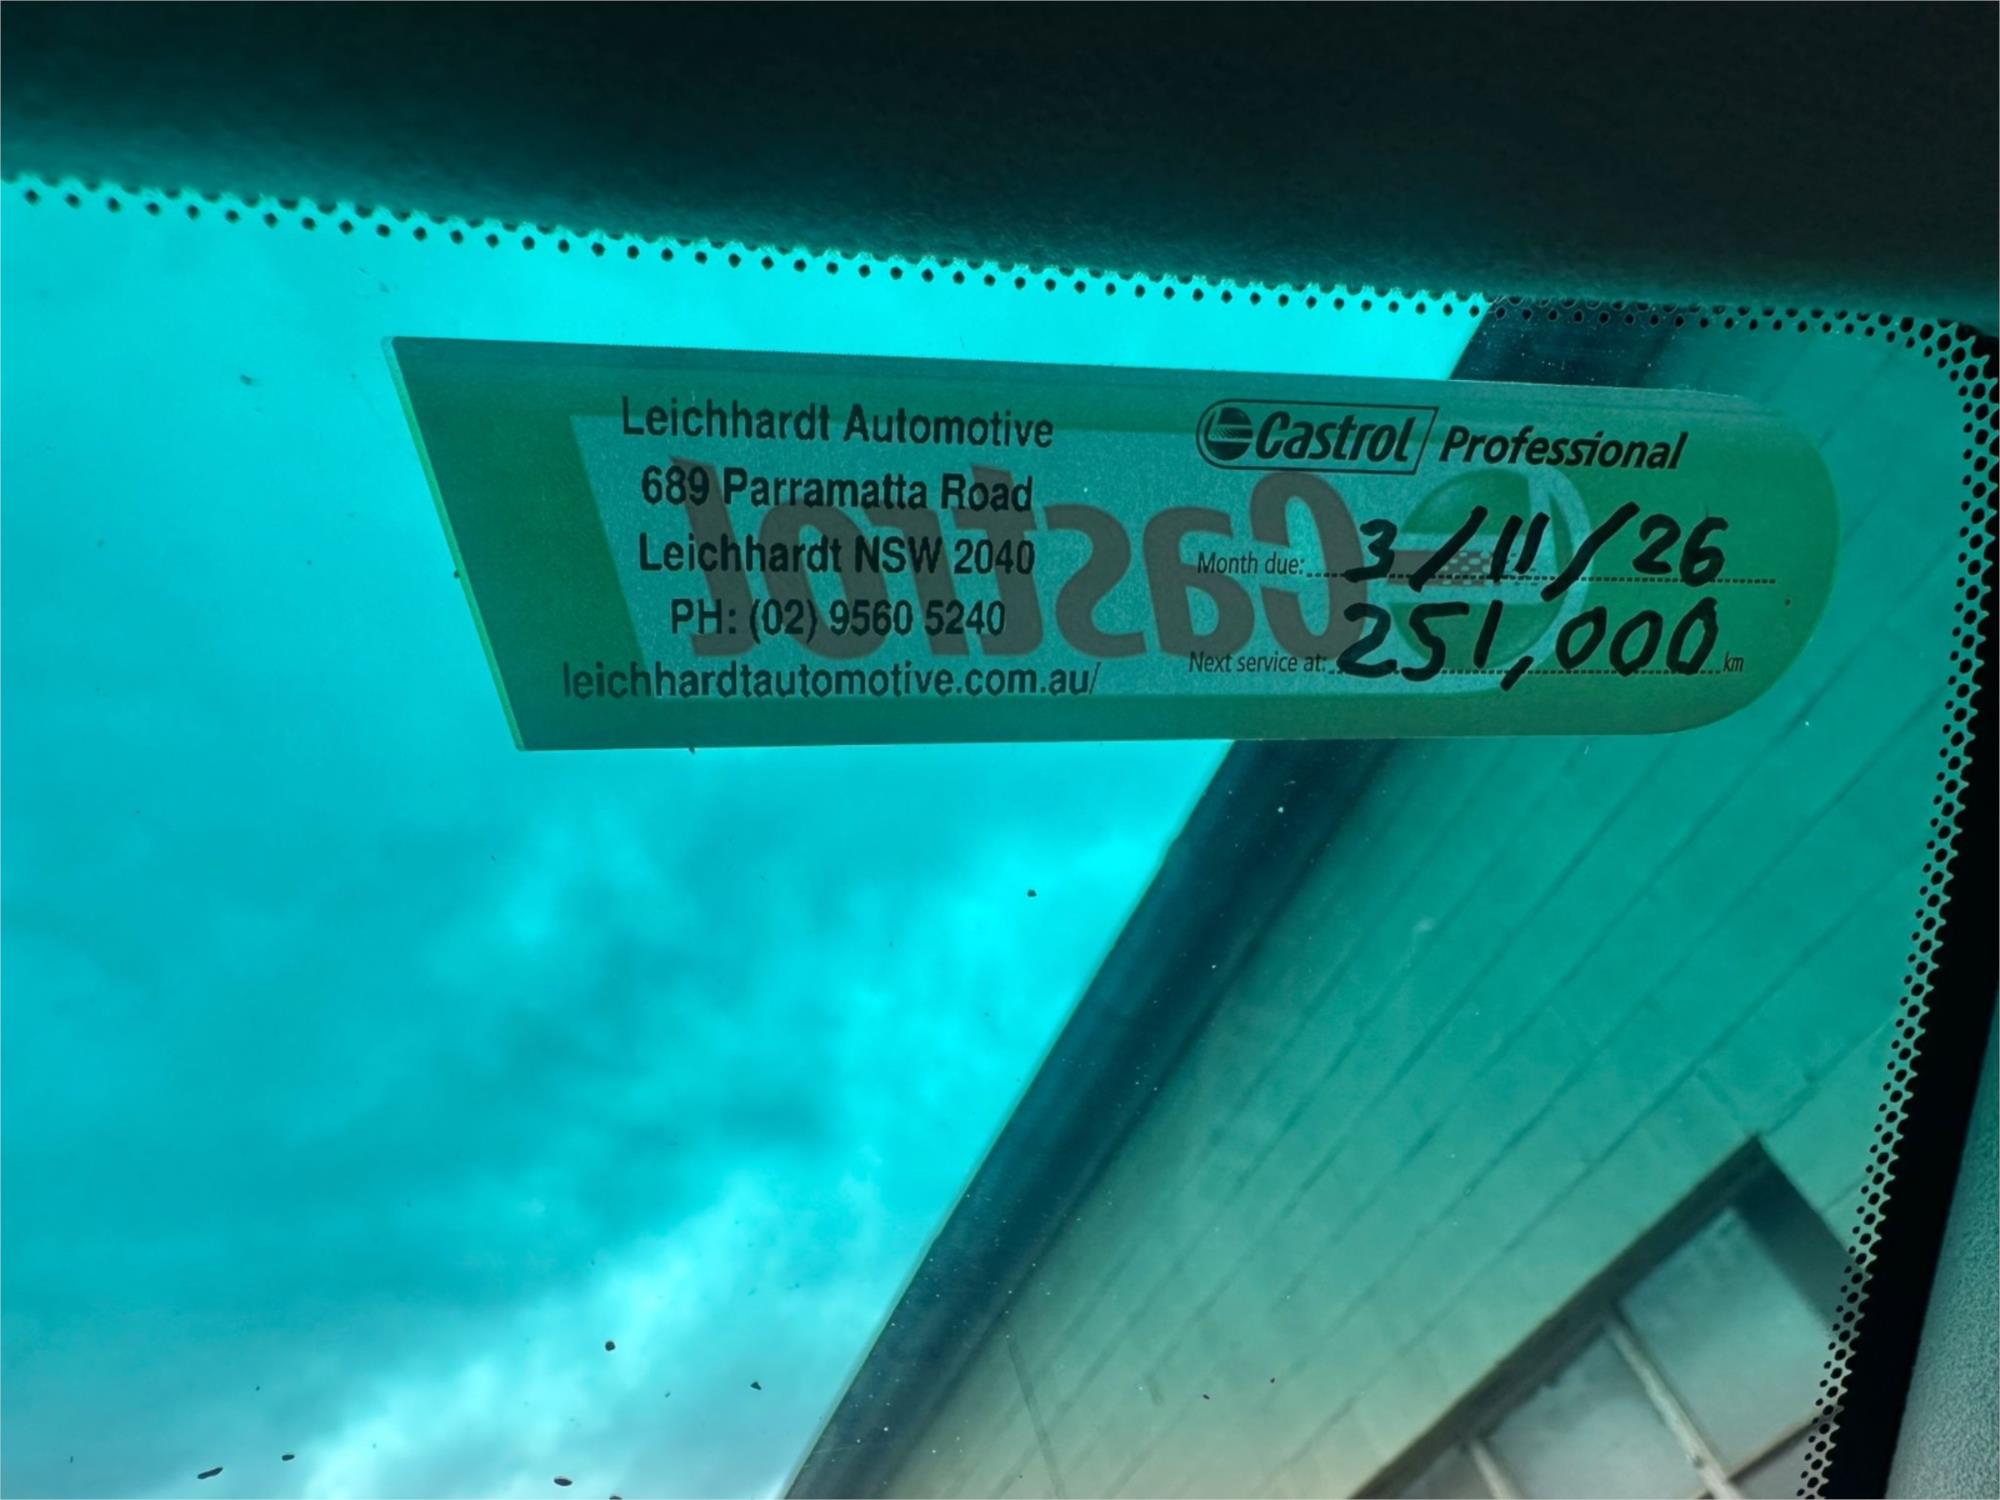 Leichhardt Automotive
689 Parramatta Road
Leichhardt NSW 2040
PH: (02) 9560 5240
leichhardtautomotive.com.au/
Castrol Professional
Month due: 3/11/26
Next service at: 251,000 km
Castrol